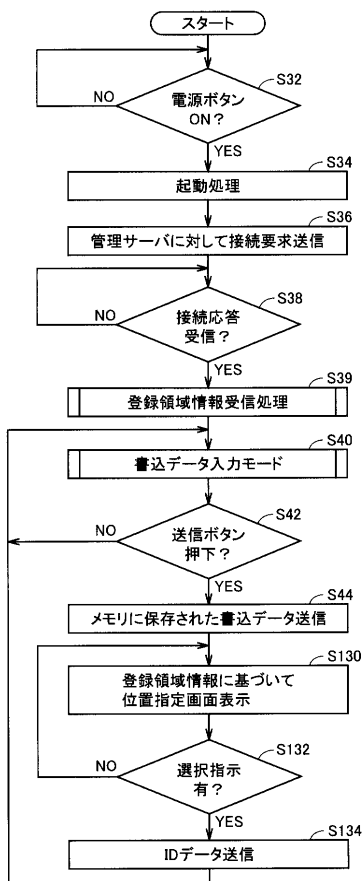 スタート
S32
電源ボタン
ON?
NO
YES
S34
起動処理
S36
管理サーバに対して接続要求送信
S38
接続応答
受信?
NO
YES
S39
登録領域情報受信処理
S40
書込データ入力モード
S42
送信ボタン
押下?
NO
YES
S44
メモリに保存された書込データ送信
S130
登録領域情報に基づいて
位置指定画面表示
S132
選択指示
有?
NO
YES
S134
IDデータ送信